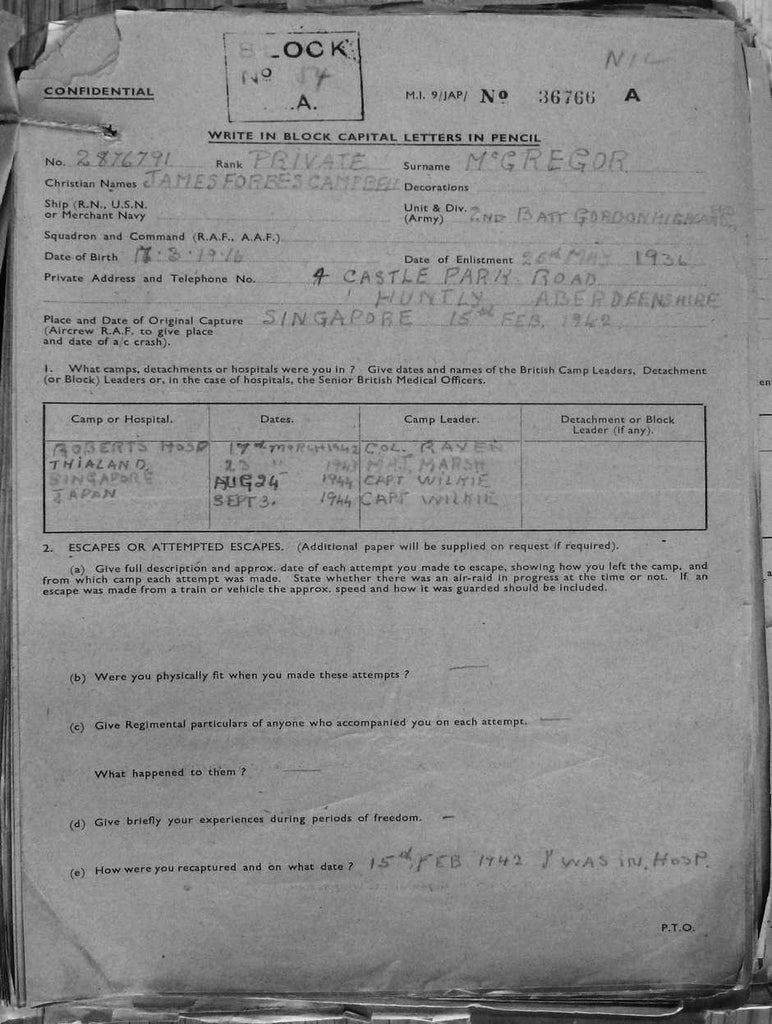 NIL
BLOCK
No 54
.A.
CONFIDENTIAL
M.I. 9/JAP/ No 36766 A
WRITE IN BLOCK CAPITAL LETTERS IN PENCIL
No. 2876791 Rank PRIVATE Surname McGREGOR
Christian Names JAMES FORBES CAMPBELL Decorations
Ship (R.N., U.S.N. or Merchant Navy
Unit & Div. (Army) 2ND BATT GORDON HIGHLANDERS
Squadron and Command (R.A.F., A.A.F.)
Date of Birth 8.1916 Date of Enlistment MAY 1936
Private Address and Telephone No. 4 CASTLE PARK ROAD
HUNTLY, ABERDEENSHIRE
Place and Date of Original Capture SINGAPORE 15th FEB. 1942
(Aircrew R.A.F. to give place
and date of a/c crash).
1. What camps, detachments or hospitals were you in ? Give dates and names of the British Camp Leaders, Detachment
(or Block) Leaders or, in the case of hospitals, the Senior British Medical Officers.
Camp or Hospital. Dates. Camp Leader. Detachment or Block
Leader (if any).
ROBERTS HOSP 17th MARCH 1942 COL. RAVEN
THIALAND. 23 " 1943 MAJ. MARSH
SINGAPORE AUG 24 1944 CAPT WILKIE
JAPAN SEPT 3. 1944 CAPT WILKIE
2. ESCAPES OR ATTEMPTED ESCAPES. (Additional paper will be supplied on request if required).
(a) Give full description and approx. date of each attempt you made to escape, showing how you left the camp, and
from which camp each attempt was made. State whether there was an air-raid in progress at the time or not. If an
escape was made from a train or vehicle the approx. speed and how it was guarded should be included.
(b) Were you physically fit when you made these attempts ? —
(c) Give Regimental particulars of anyone who accompanied you on each attempt. —
What happened to them ? —
(d) Give briefly your experiences during periods of freedom. —
(e) How were you recaptured and on what date ? 15th FEB 1942 I WAS IN. HOSP.
P.T.O.